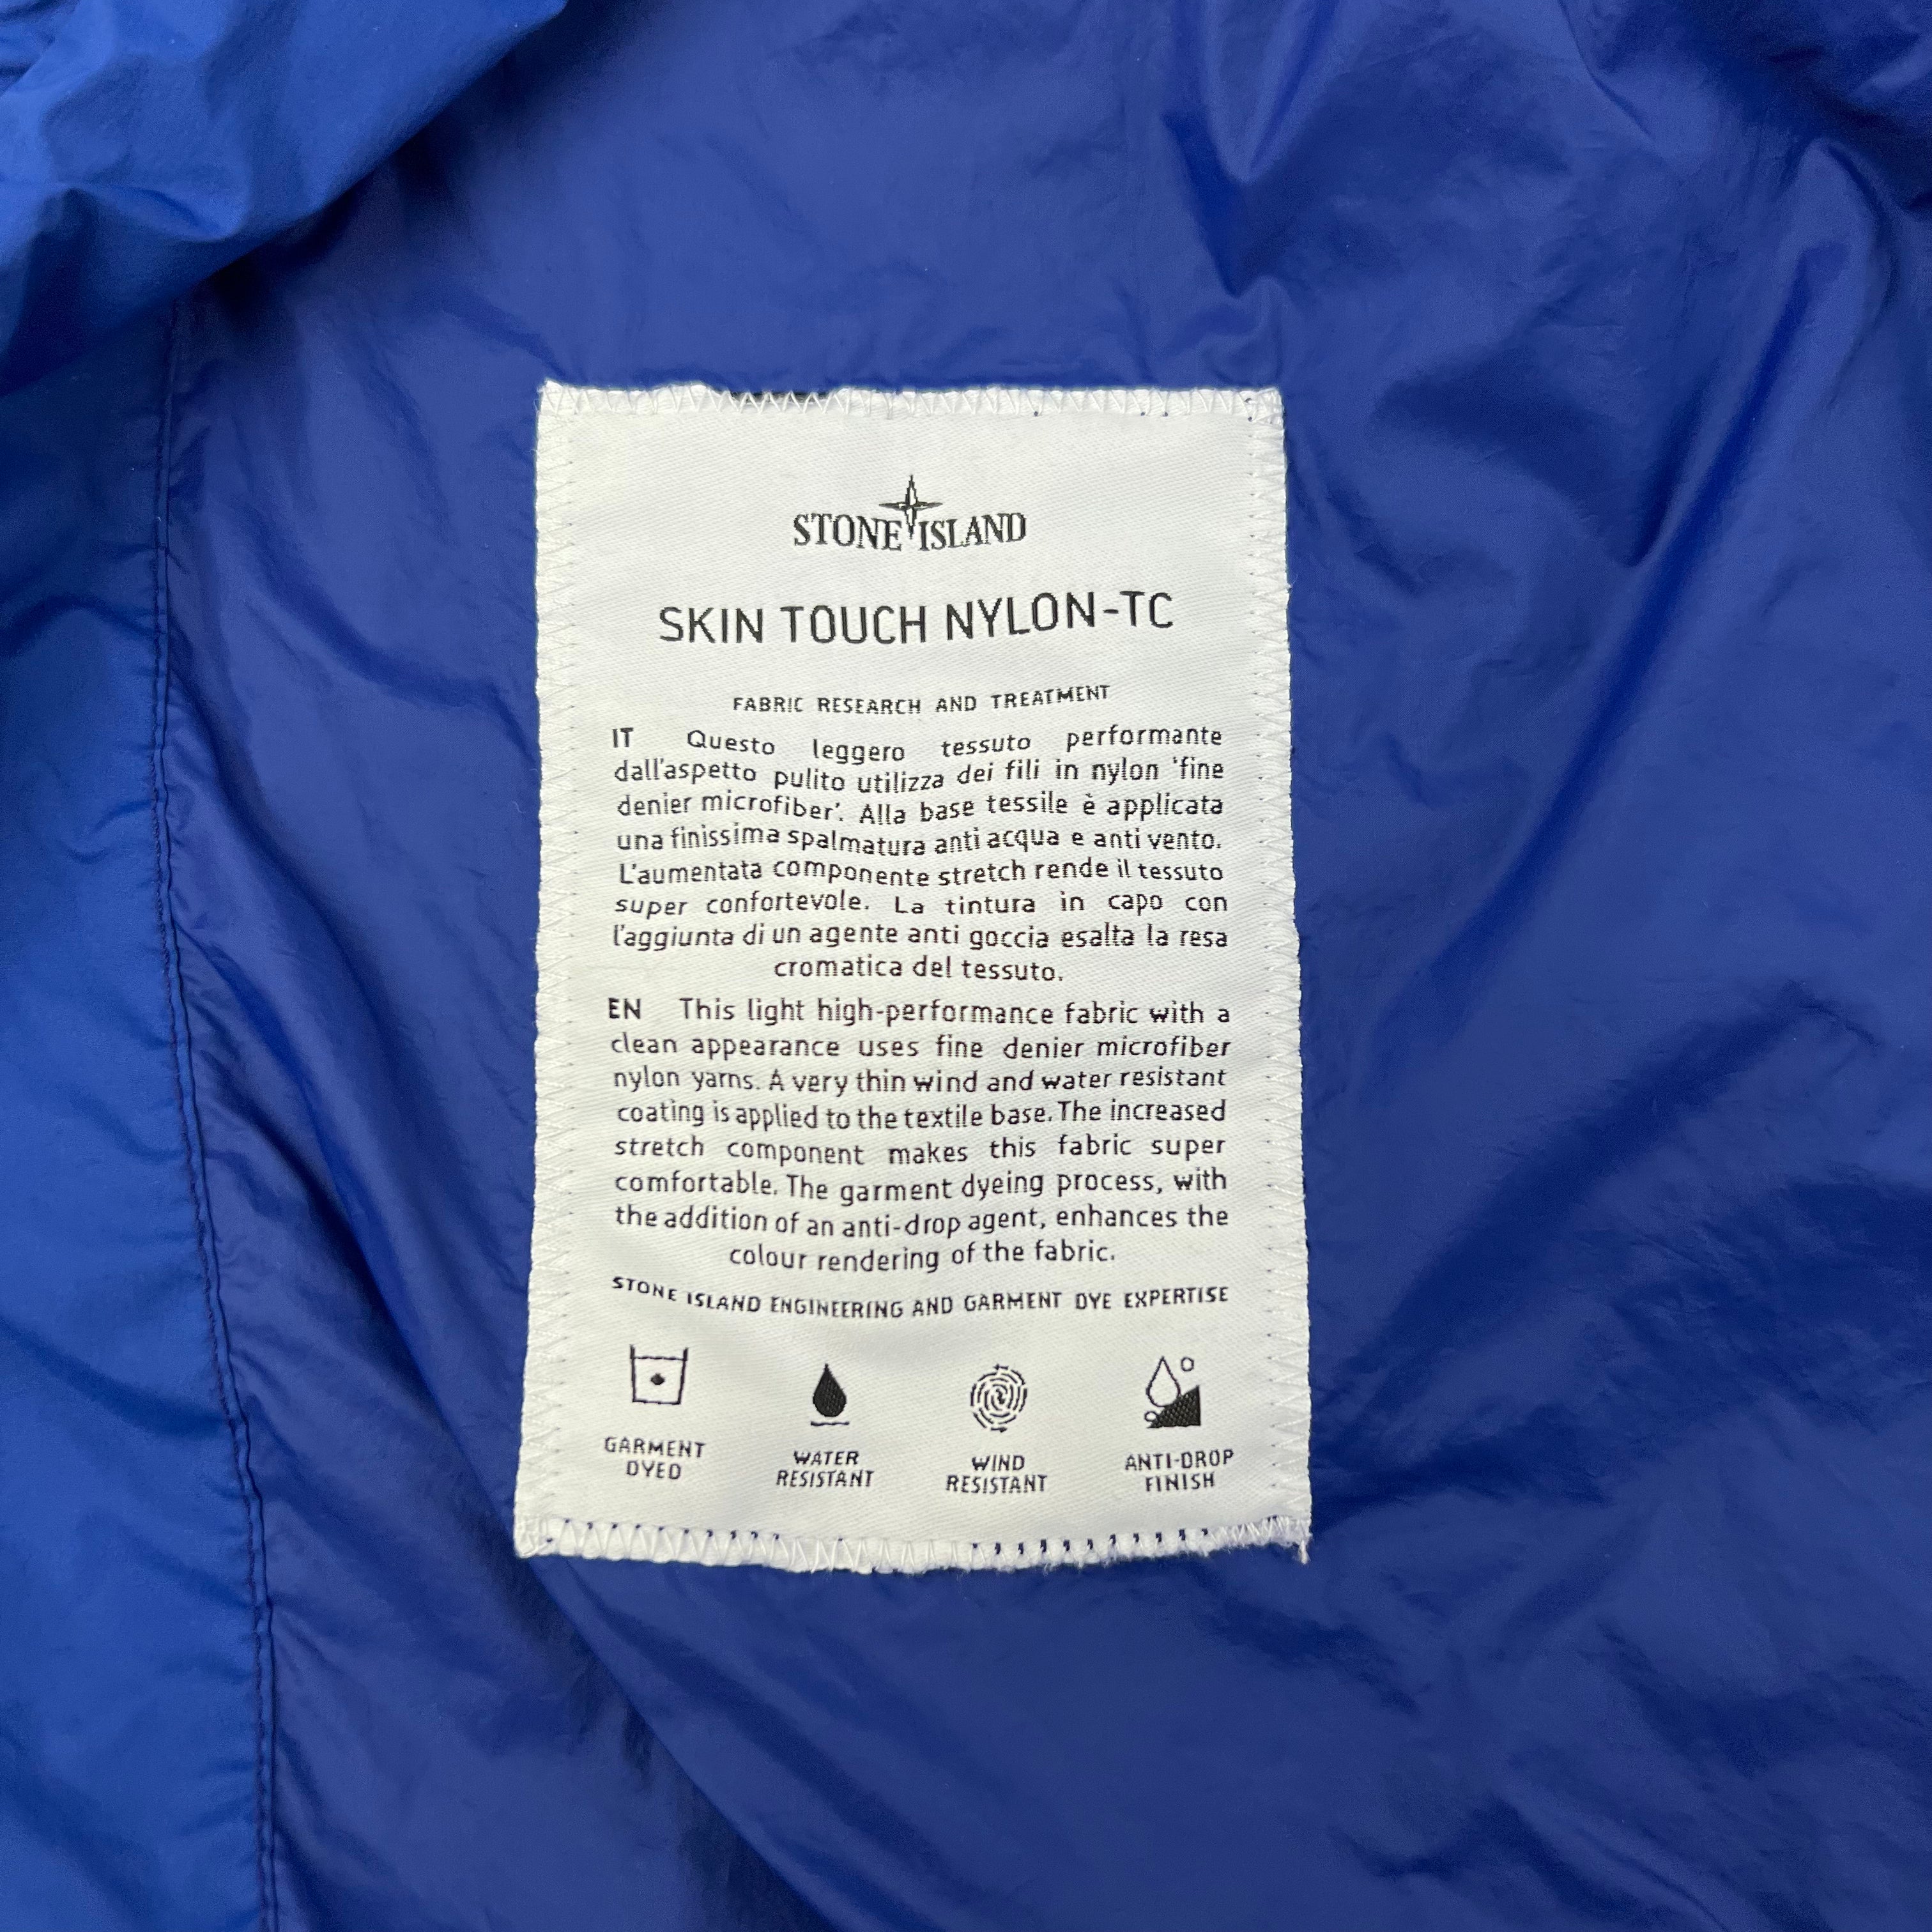 STONE ISLAND
SKIN TOUCH NYLON-TC
FABRIC RESEARCH AND TREATMENT
IT Questo leggero tessuto performante
dall'aspetto pulito utilizza dei fili in nylon 'fine
denier microfiber'. Alla base tessile è applicata
una finissima spalmatura anti acqua e anti vento.
L'aumentata componente stretch rende il tessuto
super confortevole. La tintura in capo con
l'aggiunta di un agente anti goccia esalta la resa
cromatica del tessuto.
EN This light high-performance fabric with a
clean appearance uses fine denier microfiber
nylon yarns. A very thin wind and water resistant
coating is applied to the textile base. The increased
stretch component makes this fabric super
comfortable. The garment dyeing process, with
the addition of an anti-drop agent, enhances the
colour rendering of the fabric.
STONE ISLAND ENGINEERING AND GARMENT DYE EXPERTISE
GARMENT
DYED
WATER
RESISTANT
WIND
RESISTANT
ANTI-DROP
FINISH